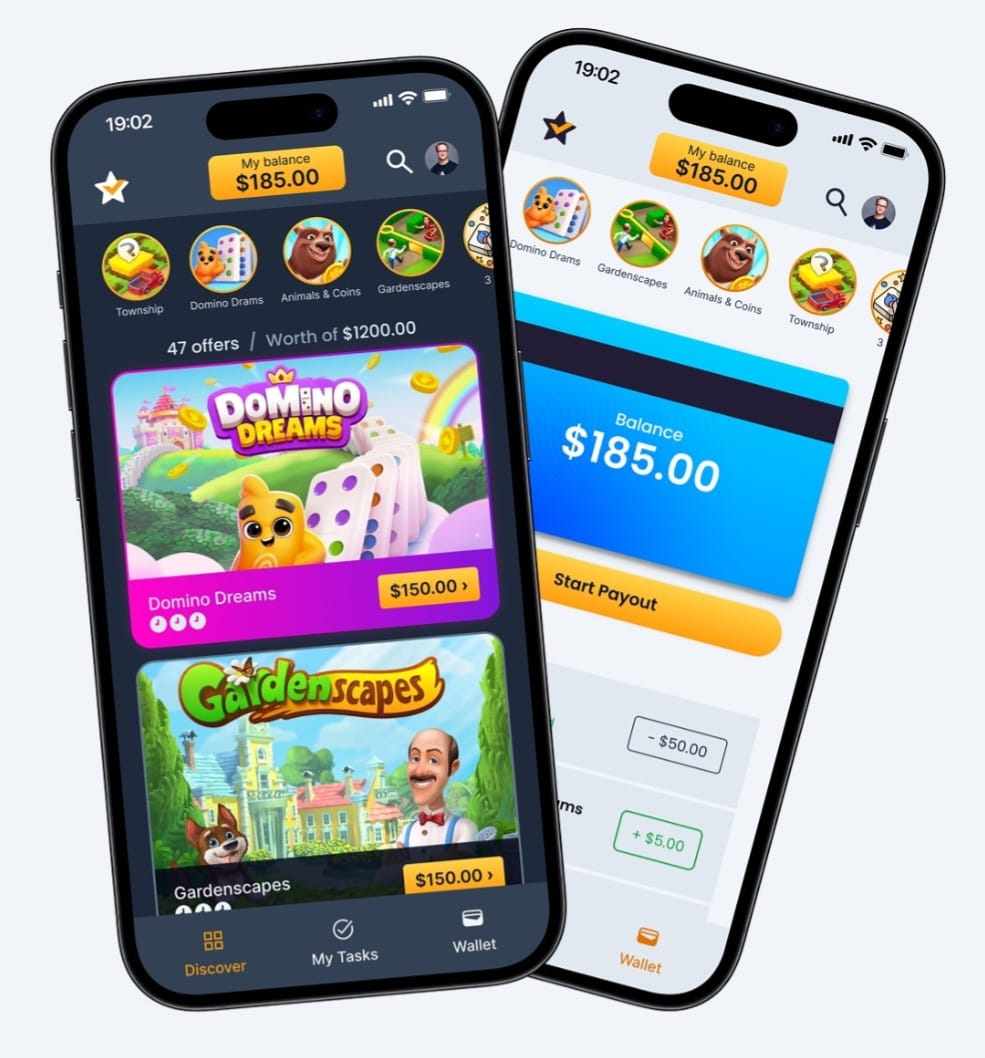 19:02
My balance
$185.00
Township
Domino Drams
Animals & Coins
Gardenscapes
3
47 offers / Worth of $1200.00
DOMINO
DREAMS
Domino Dreams
$150.00 ›
Gardenscapes
Gardenscapes
$150.00 ›
Discover
My Tasks
Wallet
19:02
My balance
$185.00
Domino Drams
Gardenscapes
Animals & Coins
Township
3
Balance
$185.00
Start Payout
- $50.00
ms
+ $5.00
Wallet